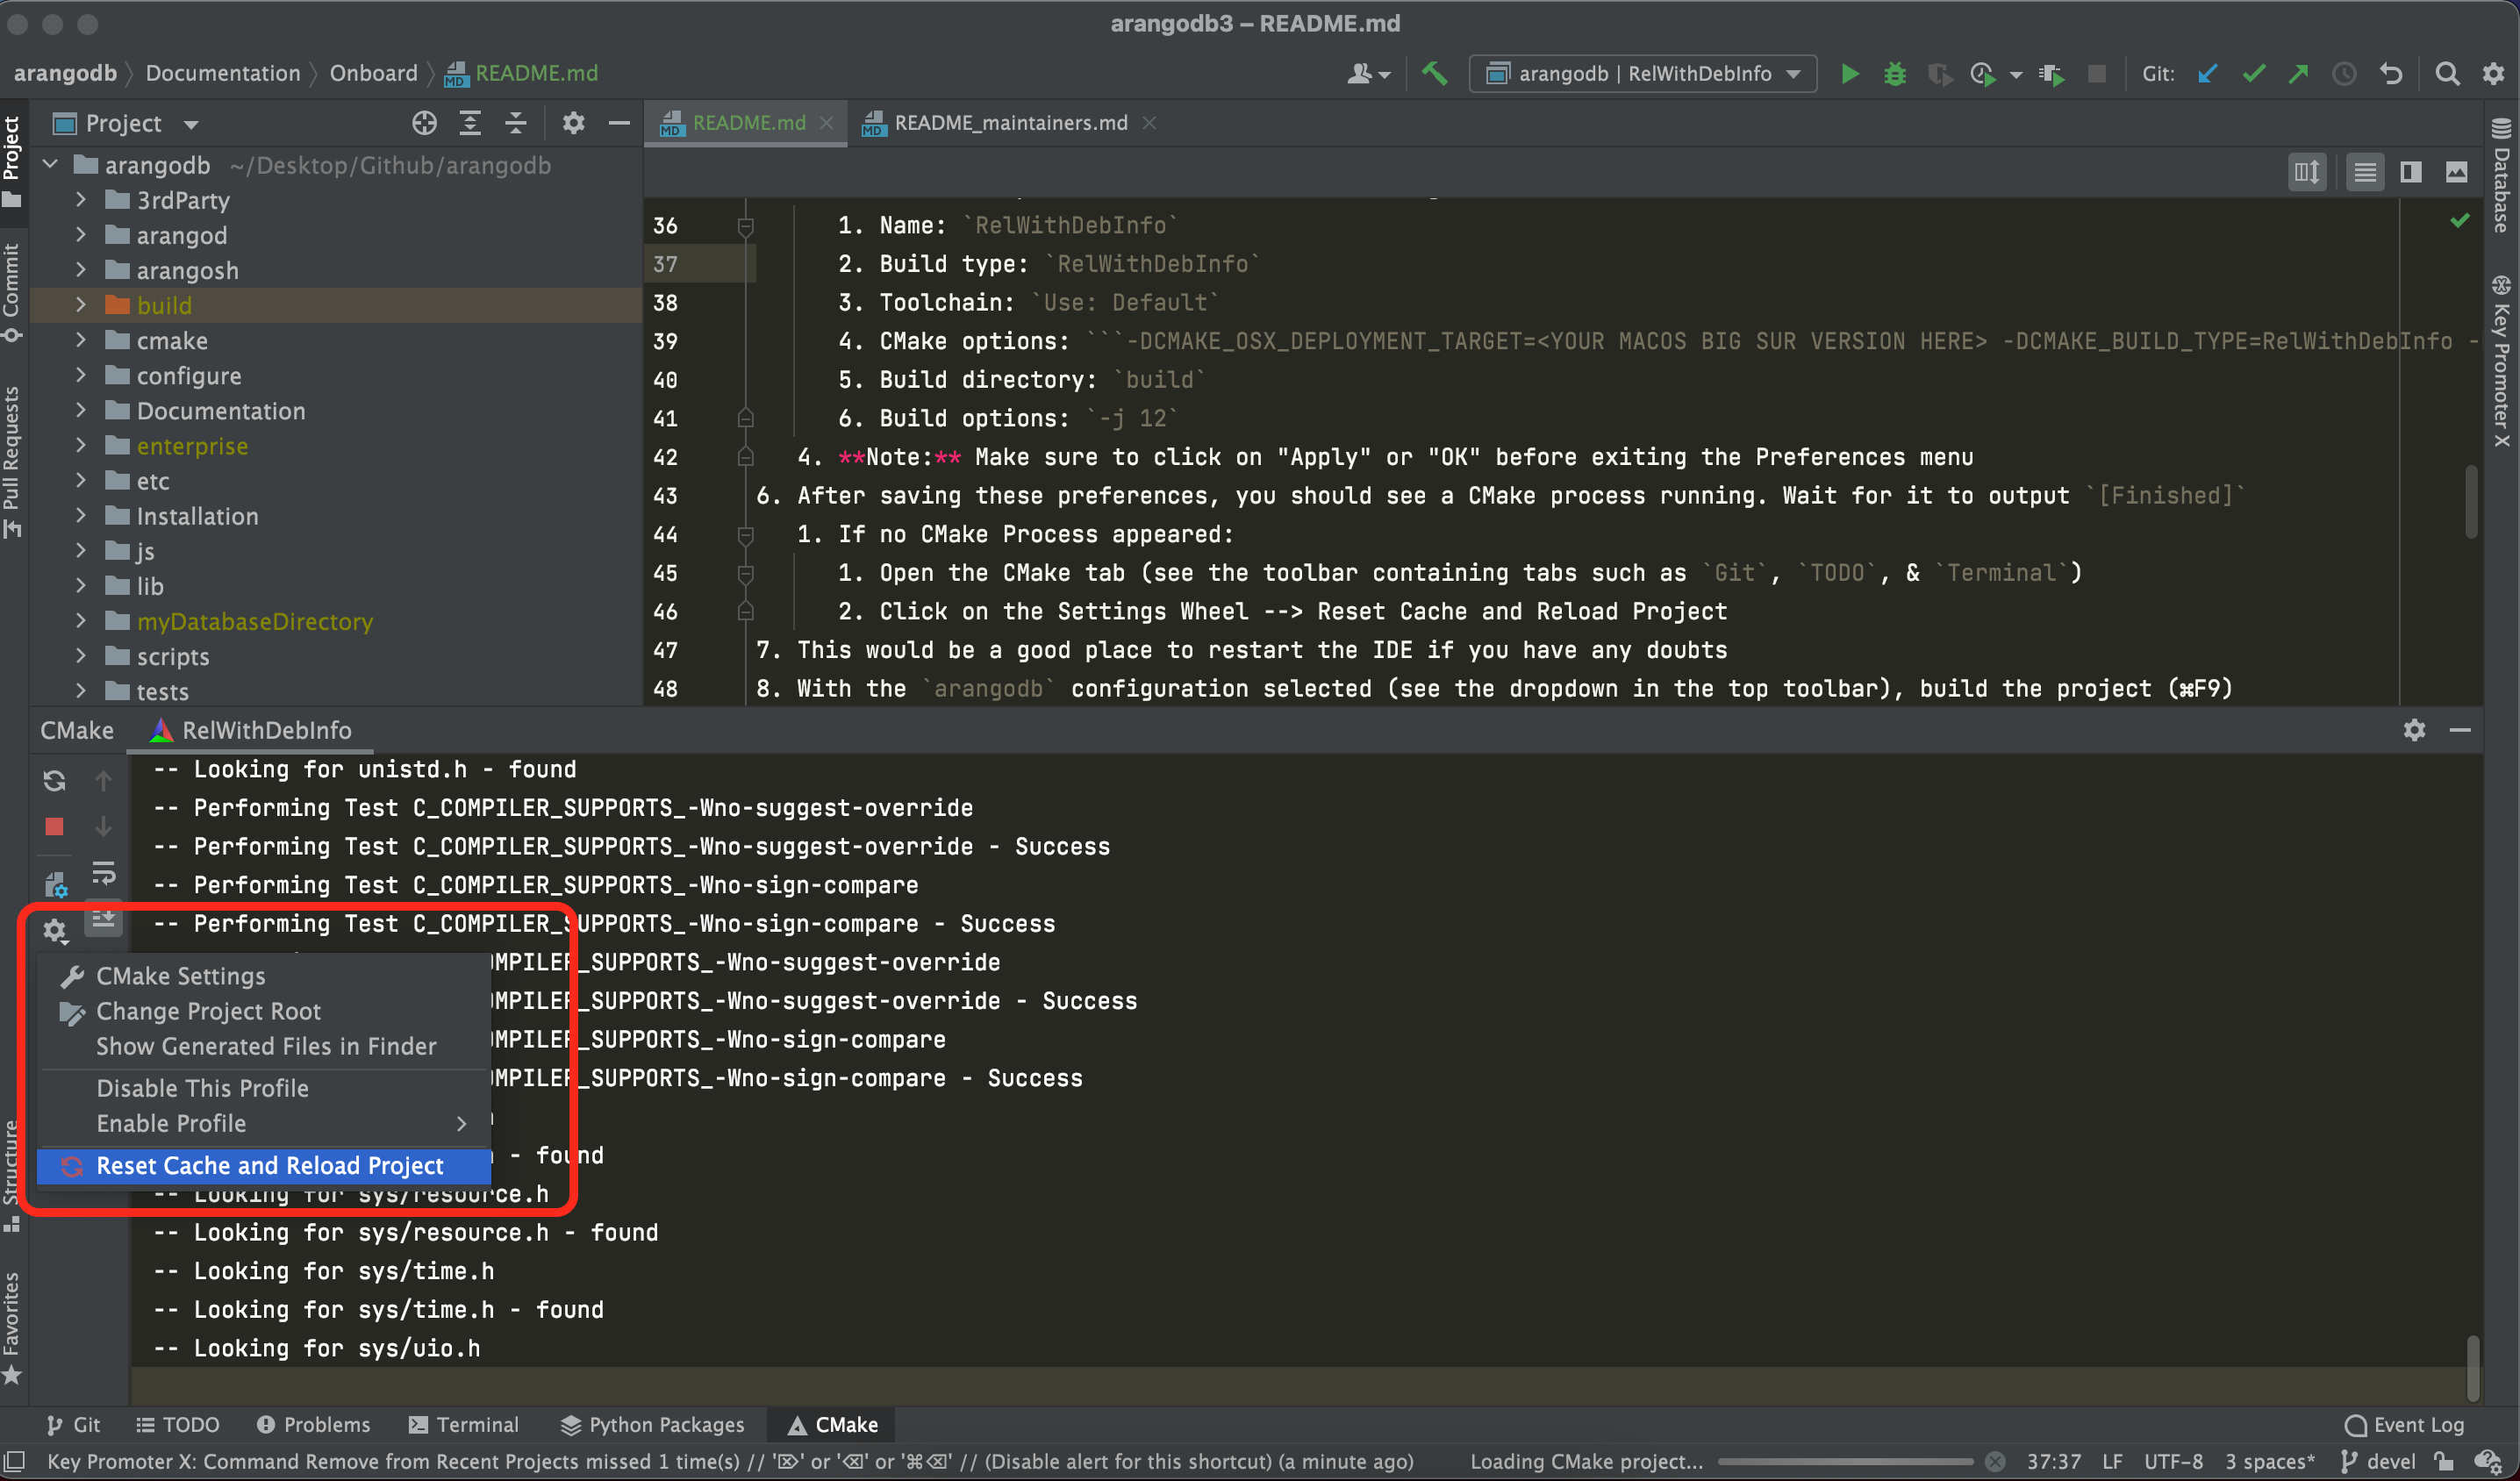 arangodb3 – README.md
arangodb Documentation Onboard README.md
arangodb | RelWithDebInfo
Git:
Project
README.md
README_maintainers.md
arangodb ~/Desktop/Github/arangodb
3rdParty
arangod
arangosh
build
cmake
configure
Documentation
enterprise
etc
Installation
js
lib
myDatabaseDirectory
scripts
tests
Project
Commit
Pull Requests
Structure
Favorites
Database
Key Promoter X
36 1. Name: `RelWithDebInfo`
37 2. Build type: `RelWithDebInfo`
38 3. Toolchain: `Use: Default`
39 4. CMake options: ```-DCMAKE_OSX_DEPLOYMENT_TARGET=<YOUR MACOS BIG SUR VERSION HERE> -DCMAKE_BUILD_TYPE=RelWithDebInfo -
40 5. Build directory: `build`
41 6. Build options: `-j 12`
42 4. **Note:** Make sure to click on "Apply" or "OK" before exiting the Preferences menu
43 6. After saving these preferences, you should see a CMake process running. Wait for it to output `[Finished]`
44 1. If no CMake Process appeared:
45 1. Open the CMake tab (see the toolbar containing tabs such as `Git`, `TODO`, & `Terminal`)
46 2. Click on the Settings Wheel --> Reset Cache and Reload Project
47 7. This would be a good place to restart the IDE if you have any doubts
48 8. With the `arangodb` configuration selected (see the dropdown in the top toolbar), build the project (⌘F9)
CMake RelWithDebInfo
-- Looking for unistd.h - found
-- Performing Test C_COMPILER_SUPPORTS_-Wno-suggest-override
-- Performing Test C_COMPILER_SUPPORTS_-Wno-suggest-override - Success
-- Performing Test C_COMPILER_SUPPORTS_-Wno-sign-compare
-- Performing Test C_COMPILER_SUPPORTS_-Wno-sign-compare - Success
OMPILER_SUPPORTS_-Wno-suggest-override
OMPILER_SUPPORTS_-Wno-suggest-override - Success
OMPILER_SUPPORTS_-Wno-sign-compare
OMPILER_SUPPORTS_-Wno-sign-compare - Success
- found
-- Looking for sys/resource.h
-- Looking for sys/resource.h - found
-- Looking for sys/time.h
-- Looking for sys/time.h - found
-- Looking for sys/uio.h
CMake Settings
Change Project Root
Show Generated Files in Finder
Disable This Profile
Enable Profile
Reset Cache and Reload Project
Git TODO Problems Terminal Python Packages CMake Event Log
Key Promoter X: Command Remove from Recent Projects missed 1 time(s) // '⌦' or '⌫' or '⌘⌫' // (Disable alert for this shortcut) (a minute ago) Loading CMake project... 37:37 LF UTF-8 3 spaces* devel